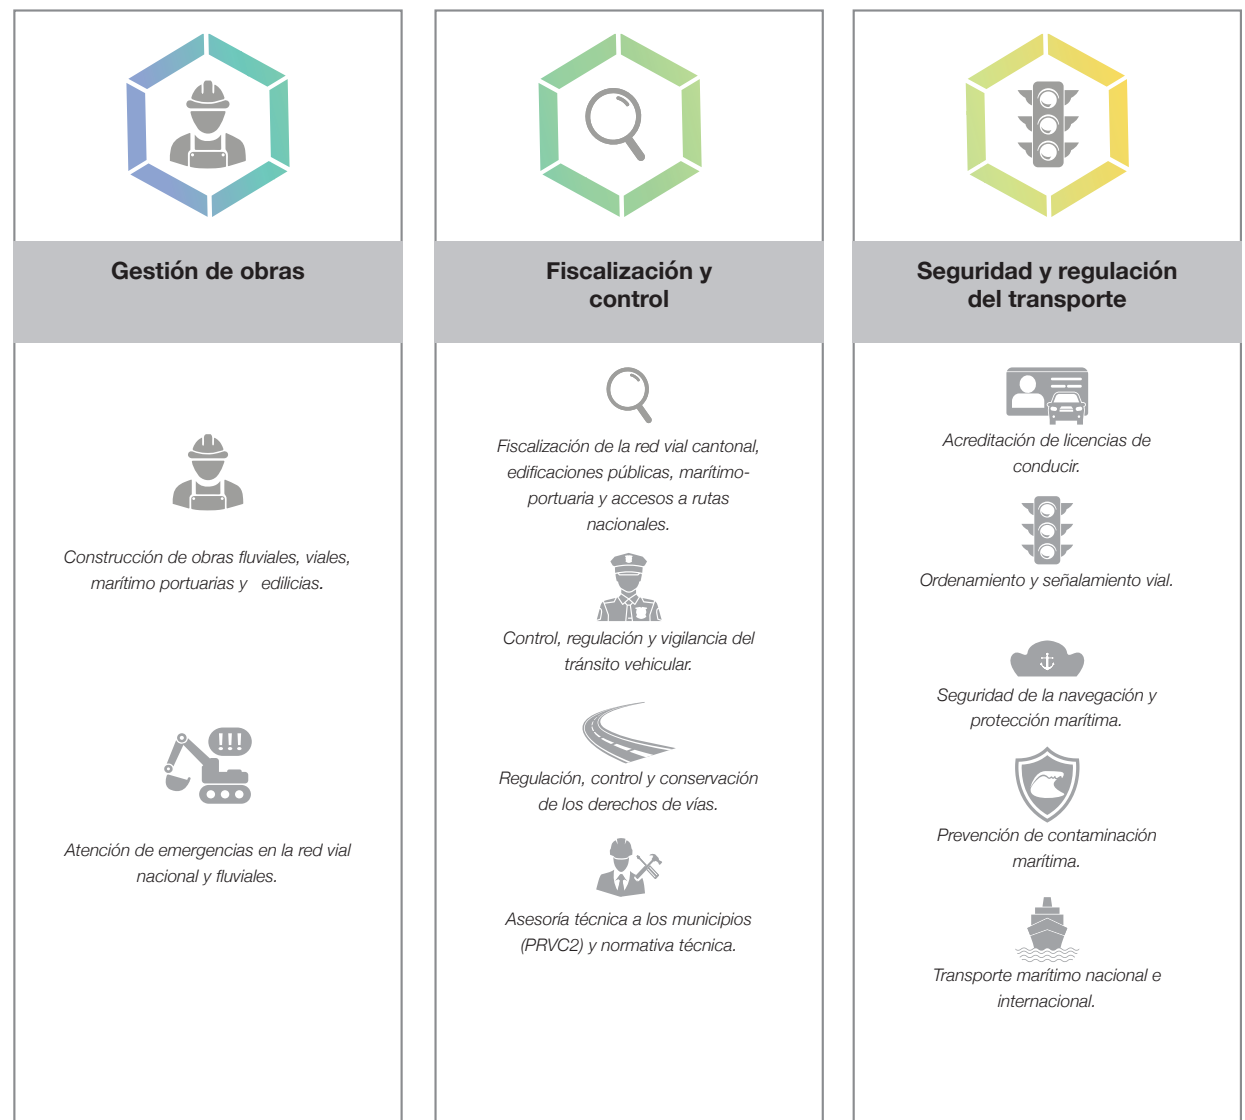 Gestión de obras
Construcción de obras fluviales, viales,
marítimo portuarias y edilicias.
Atención de emergencias en la red vial
nacional y fluviales.
Fiscalización y
control
Fiscalización de la red vial cantonal,
edificaciones públicas, marítimo-
portuaria y accesos a rutas
nacionales.
Control, regulación y vigilancia del
tránsito vehicular.
Regulación, control y conservación
de los derechos de vías.
Asesoría técnica a los municipios
(PRVC2) y normativa técnica.
Seguridad y regulación
del transporte
Acreditación de licencias de
conducir.
Ordenamiento y señalamiento vial.
Seguridad de la navegación y
protección marítima.
Prevención de contaminación
marítima.
Transporte marítimo nacional e
internacional.